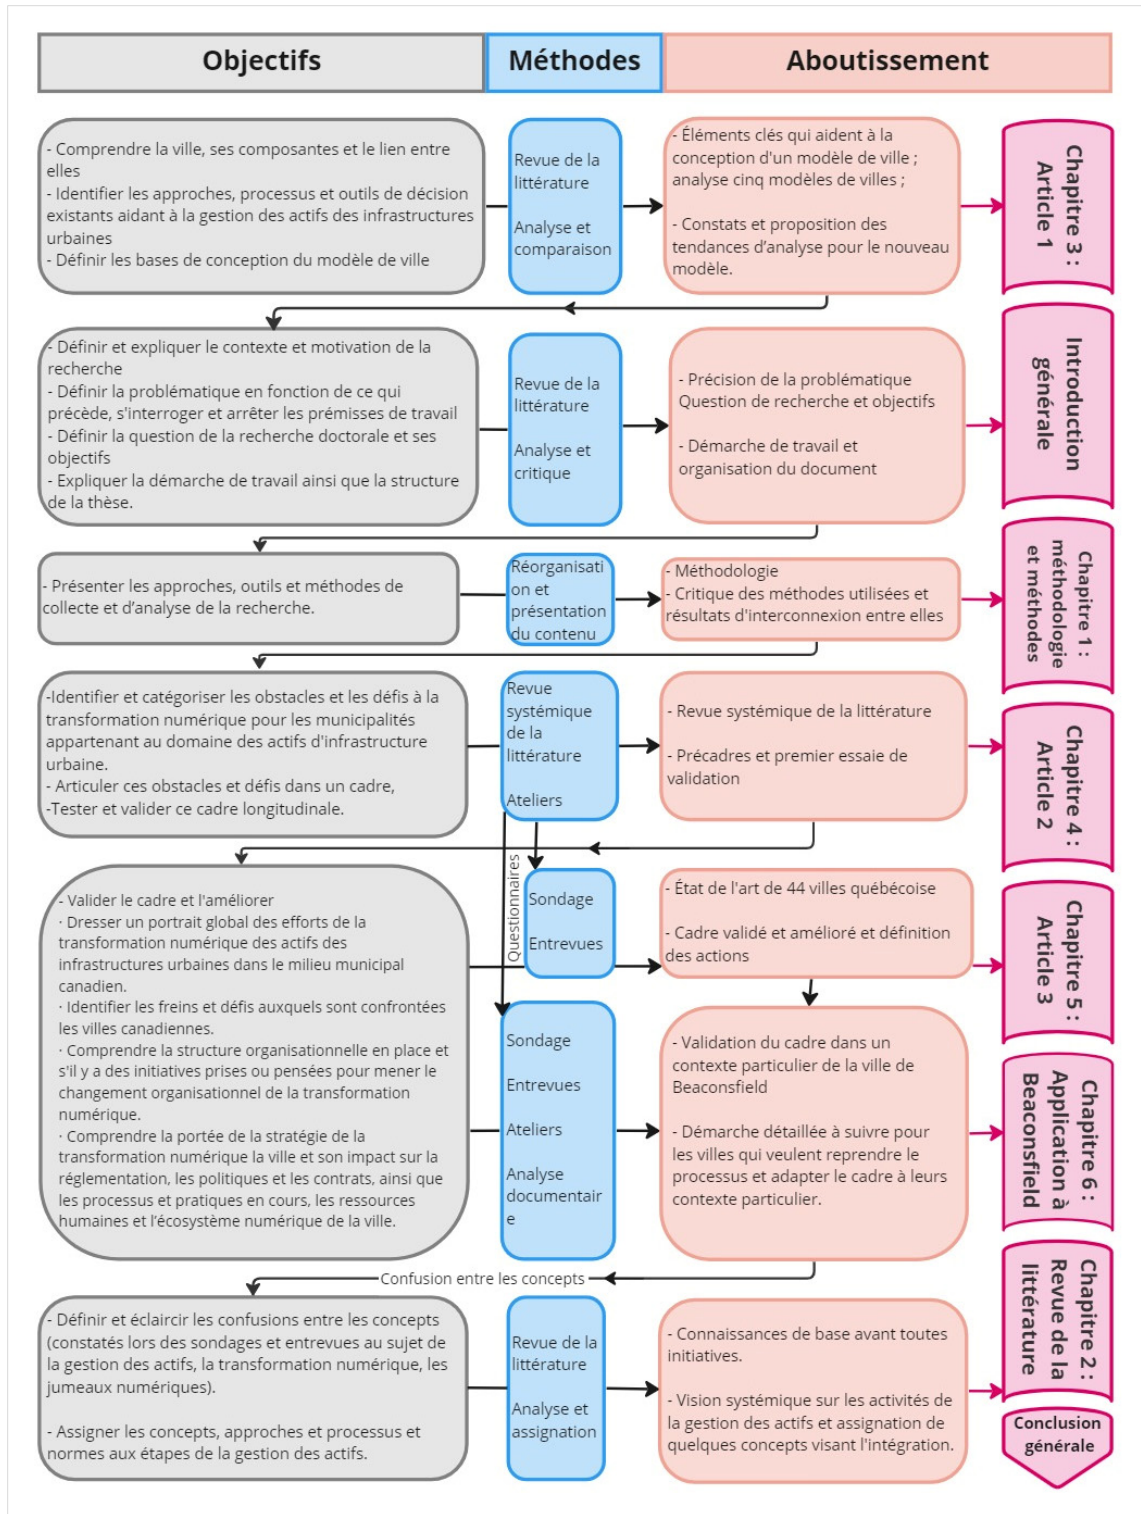 Objectifs
Méthodes
Aboutissement
- Comprendre la ville, ses composantes et le lien entre
elles
- Identifier les approches, processus et outils de décision
existants aidant à la gestion des actifs des infrastructures
urbaines
- Définir les bases de conception du modèle de ville
Revue de la
littérature
Analyse et
comparaison
- Éléments clés qui aident à la
conception d'un modèle de ville ;
analyse cinq modèles de villes ;
- Constats et proposition des
tendances d’analyse pour le nouveau
modèle.
Chapitre 3 :
Article 1
- Définir et expliquer le contexte et motivation de la
recherche
- Définir la problématique en fonction de ce qui
précède, s'interroger et arrêter les prémisses de travail
- Définir la question de la recherche doctorale et ses
objectifs
- Expliquer la démarche de travail ainsi que la structure
de la thèse.
Revue de la
littérature
Analyse et
critique
- Précision de la problématique
Question de recherche et objectifs
- Démarche de travail et
organisation du document
Introduction
générale
- Présenter les approches, outils et méthodes de
collecte et d’analyse de la recherche.
Réorganisati
on et
présentation
du contenu
- Méthodologie
- Critique des méthodes utilisées et
résultats d'interconnexion entre elles
Chapitre 1 :
méthodologie
et méthodes
-Identifier et catégoriser les obstacles et les défis à la
transformation numérique pour les municipalités
appartenant au domaine des actifs d'infrastructure
urbaine.
- Articuler ces obstacles et défis dans un cadre,
-Tester et valider ce cadre longitudinale.
Revue
systémique
de la
littérature
Ateliers
- Revue systémique de la littérature
- Précadres et premier essaie de
validation
Chapitre 4 :
Article 2
Questionnaires
- Valider le cadre et l'améliorer
· Dresser un portrait global des efforts de la
transformation numérique des actifs des
infrastructures urbaines dans le milieu municipal
canadien.
· Identifier les freins et défis auxquels sont confrontées
les villes canadiennes.
· Comprendre la structure organisationnelle en place et
s'il y a des initiatives prises ou pensées pour mener le
changement organisationnel de la transformation
numérique.
· Comprendre la portée de la stratégie de la
transformation numérique la ville et son impact sur la
réglementation, les politiques et les contrats, ainsi que
les processus et pratiques en cours, les ressources
humaines et l’écosystème numérique de la ville.
Sondage
Entrevues
- État de l'art de 44 villes québécoise
- Cadre validé et amélioré et définition
des actions
Chapitre 5 :
Article 3
Sondage
Entrevues
Ateliers
Analyse
documentair
e
- Validation du cadre dans un
contexte particulier de la ville de
Beaconsfield
- Démarche détaillée à suivre pour
les villes qui veulent reprendre le
processus et adapter le cadre à leurs
contexte particulier.
Chapitre 6 :
Application à
Beaconsfield
Confusion entre les concepts
- Définir et éclaircir les confusions entre les concepts
(constatés lors des sondages et entrevues au sujet de
la gestion des actifs, la transformation numérique, les
jumeaux numériques).
- Assigner les concepts, approches et processus et
normes aux étapes de la gestion des actifs.
Revue de la
littérature
Analyse et
assignation
- Connaissances de base avant toutes
initiatives.
- Vision systémique sur les activités de
la gestion des actifs et assignation de
quelques concepts visant l'intégration.
Chapitre 2 :
Revue de la
littérature
Conclusion
générale